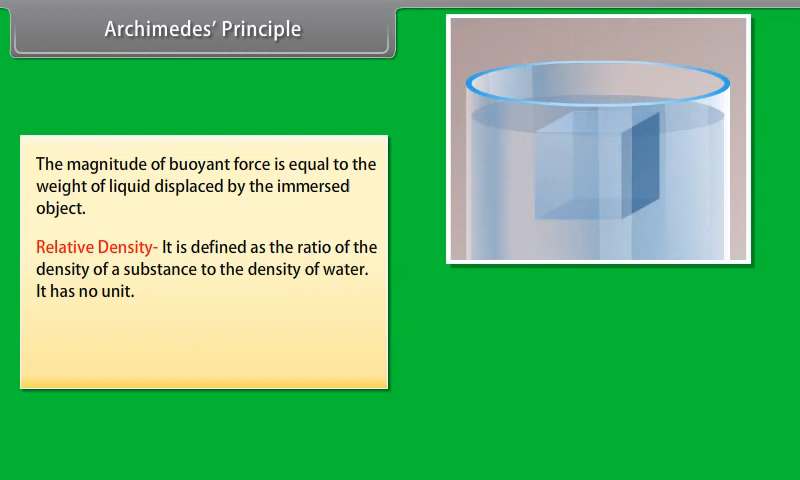 Archimedes’ Principle
The magnitude of buoyant force is equal to the
weight of liquid displaced by the immersed
object.
Relative Density- It is defined as the ratio of the
density of a substance to the density of water.
It has no unit.